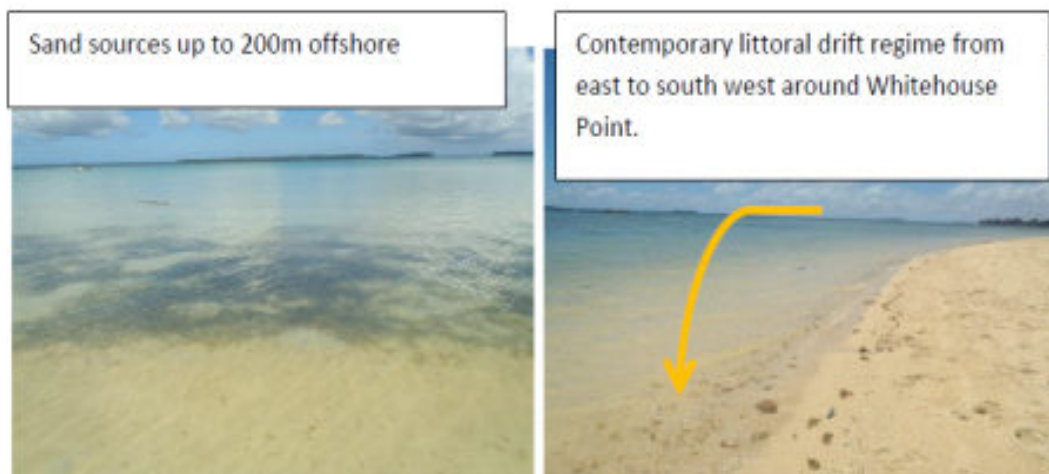 Sand sources up to 200m offshore
Contemporary littoral drift regime from
east to south west around Whitehouse
Point.